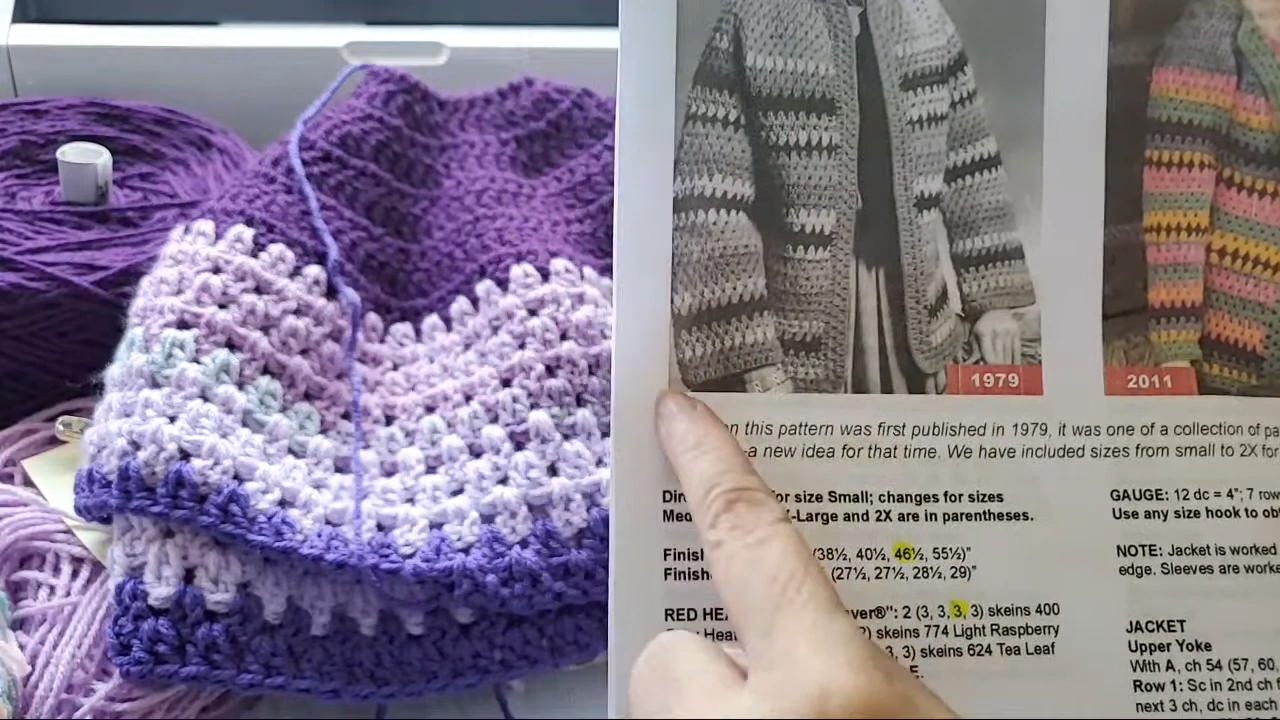 1979
2011
n this pattern was first published in 1979, it was one of a collection of pa
a new idea for that time. We have included sizes from small to 2X for
Dir or size Small; changes for sizes
Med -Large and 2X are in parentheses.
Finish (38½, 40½, 46½, 55½)"
Finish (27½, 27½, 28½, 29)"
RED HEA ver®": 2 (3, 3, 3, 3) skeins 400
Hea ) skeins 774 Light Raspberry
3, 3) skeins 624 Tea Leaf
E.
GAUGE: 12 dc = 4"; 7 row
Use any size hook to ob
NOTE: Jacket is worked
edge. Sleeves are worke
JACKET
Upper Yoke
With A, ch 54 (57, 60,
Row 1: Sc in 2nd ch f
next 3 ch, dc in each